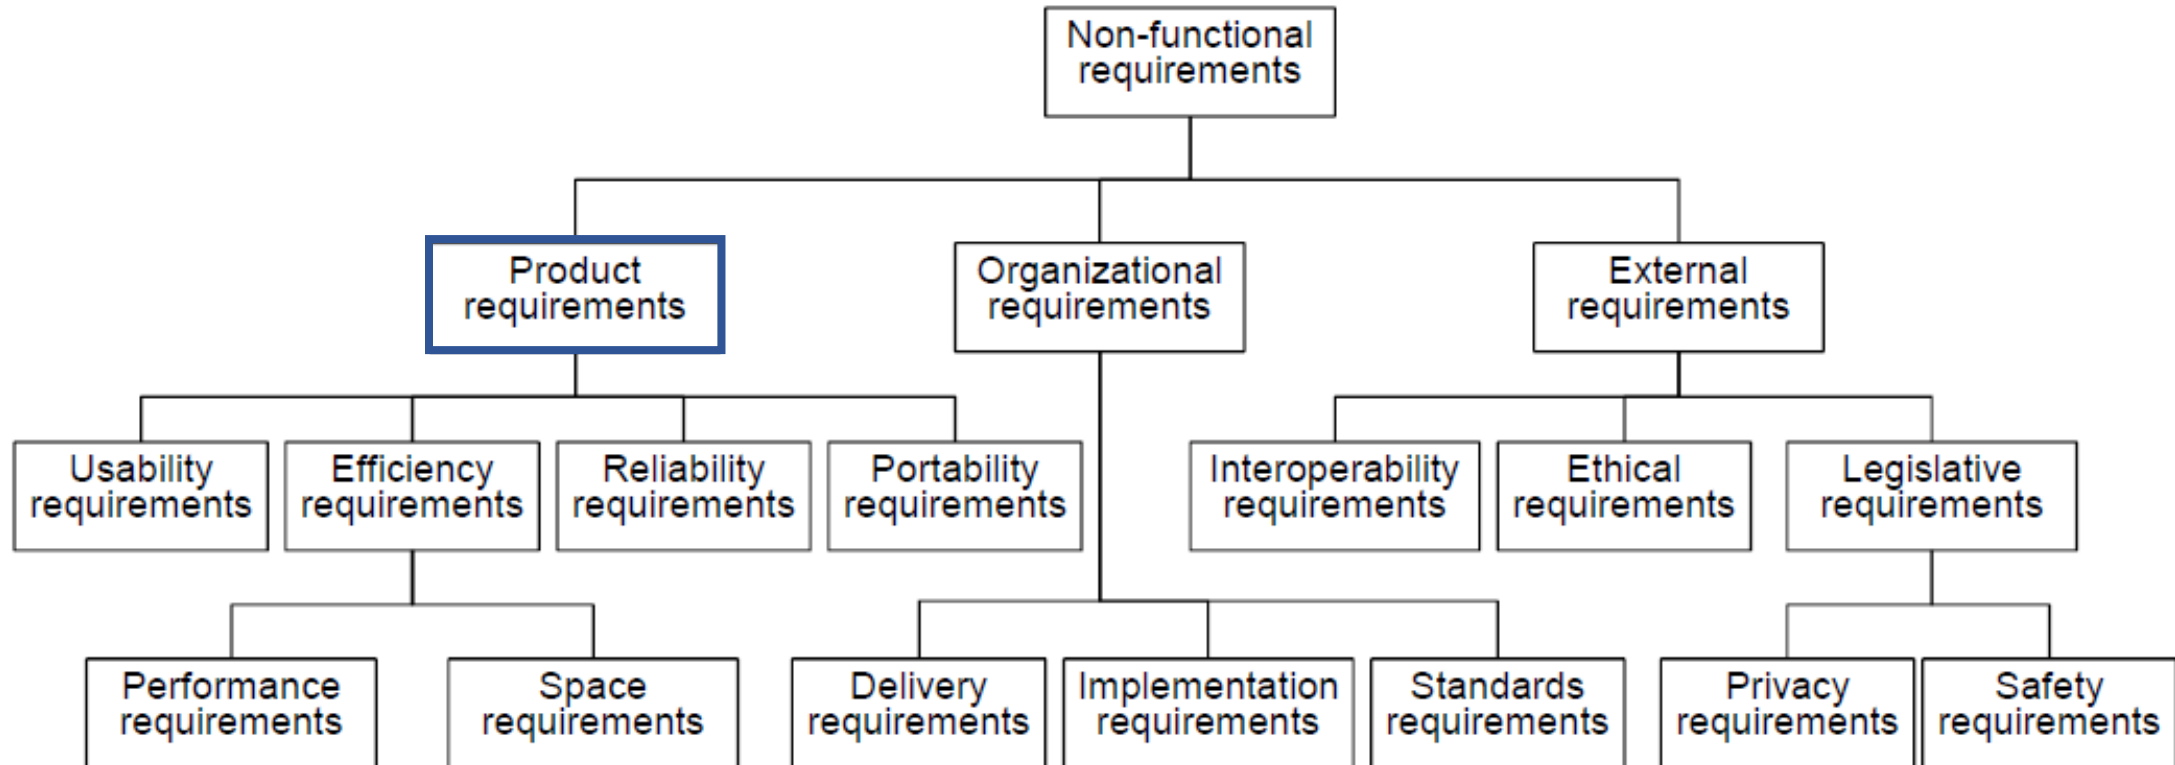 Non-functional
requirements
Product
requirements
Organizational
requirements
External
requirements
Usability
requirements
Efficiency
requirements
Reliability
requirements
Portability
requirements
Interoperability
requirements
Ethical
requirements
Legislative
requirements
Performance
requirements
Space
requirements
Delivery
requirements
Implementation
requirements
Standards
requirements
Privacy
requirements
Safety
requirements